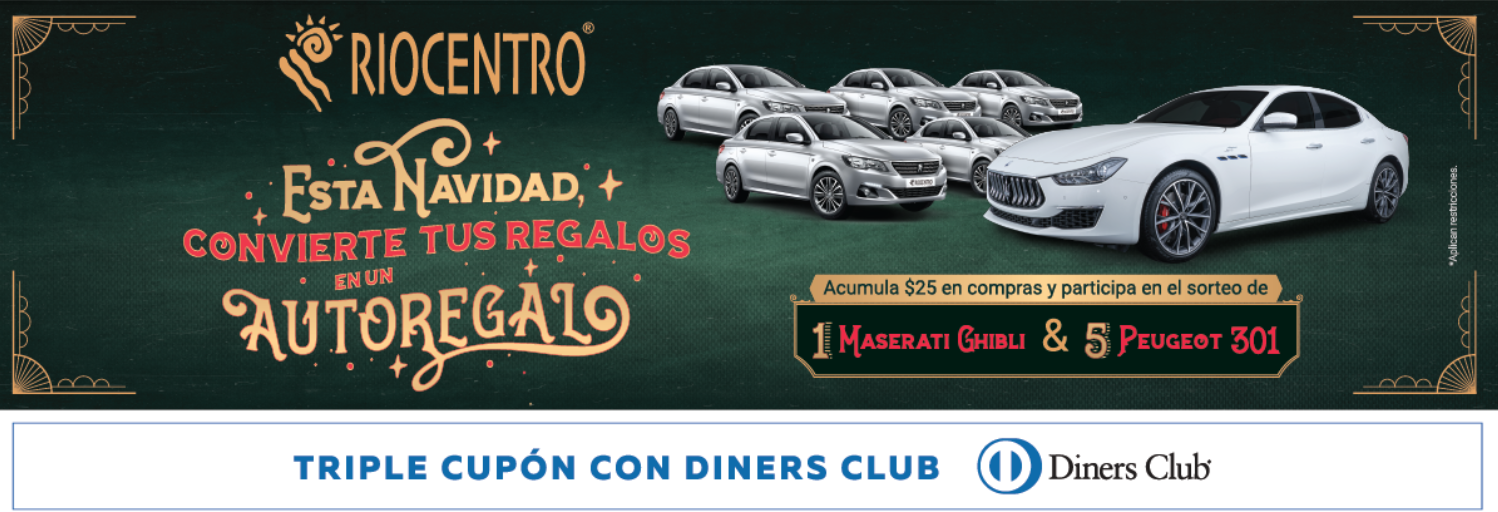 RIOCENTRO®
ESTA NAVIDAD,
CONVIERTE TUS REGALOS
EN UN
AUTOREGALO
RIOCENTRO
Acumula $25 en compras y participa en el sorteo de
1 MASERATI GHIBLI & 5 PEUGEOT 301
*Aplican restricciones.
TRIPLE CUPÓN CON DINERS CLUB
Diners Club